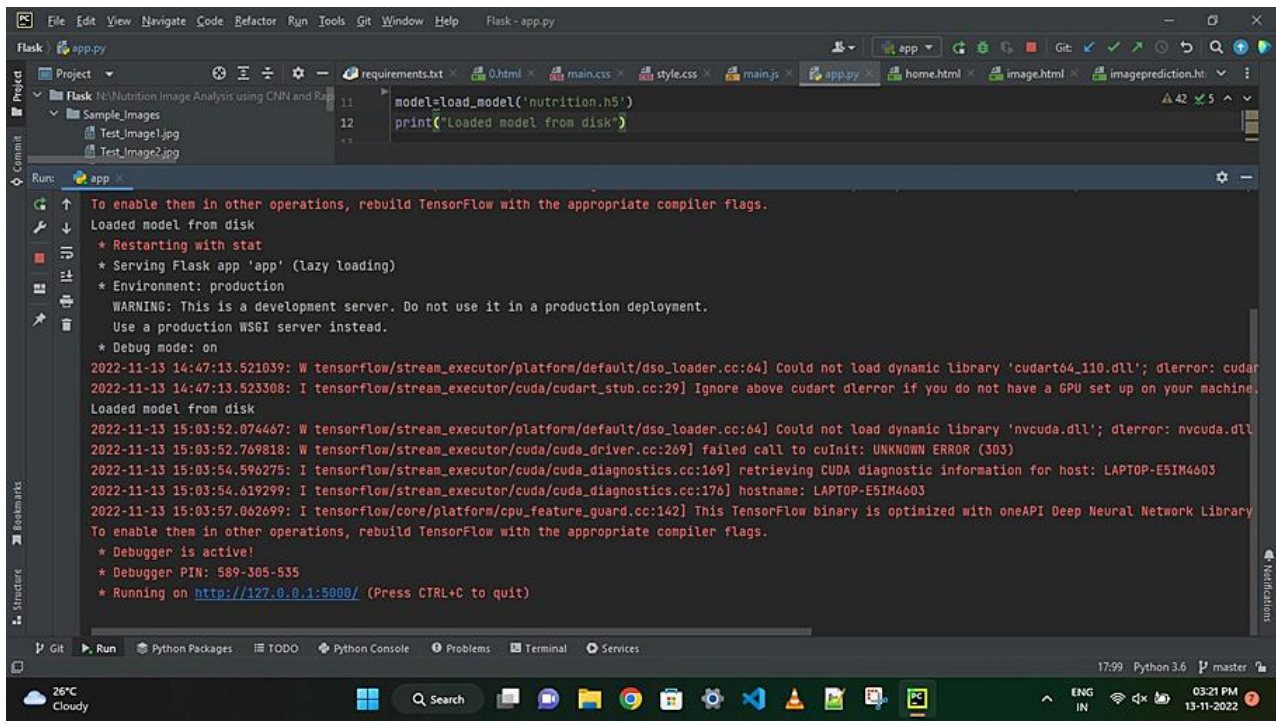 File Edit View Navigate Code Refactor Run Tools Git Window Help Flask - app.py
Flask app.py app Git:
Project requirements.txt 0.html main.css style.css main.js app.py home.html image.html imageprediction.ht
Flask N:\Nutrition Image Analysis using CNN and Rap 11 model=load_model('nutrition.h5') 42 5
Sample_Images 12 print("Loaded model from disk")
Test_Image1.jpg
Test_Image2.jpg
Commit
Run: app
To enable them in other operations, rebuild TensorFlow with the appropriate compiler flags.
Loaded model from disk
* Restarting with stat
* Serving Flask app 'app' (lazy loading)
* Environment: production
WARNING: This is a development server. Do not use it in a production deployment.
Use a production WSGI server instead.
* Debug mode: on
2022-11-13 14:47:13.521039: W tensorflow/stream_executor/platform/default/dso_loader.cc:64] Could not load dynamic library 'cudart64_110.dll'; dlerror: cudar
2022-11-13 14:47:13.523308: I tensorflow/stream_executor/cuda/cudart_stub.cc:29] Ignore above cudart dlerror if you do not have a GPU set up on your machine.
Loaded model from disk
2022-11-13 15:03:52.074467: W tensorflow/stream_executor/platform/default/dso_loader.cc:64] Could not load dynamic library 'nvcuda.dll'; dlerror: nvcuda.dll
2022-11-13 15:03:52.769818: W tensorflow/stream_executor/cuda/cuda_driver.cc:269] failed call to cuInit: UNKNOWN ERROR (303)
2022-11-13 15:03:54.596275: I tensorflow/stream_executor/cuda/cuda_diagnostics.cc:169] retrieving CUDA diagnostic information for host: LAPTOP-E5IM4603
2022-11-13 15:03:54.619299: I tensorflow/stream_executor/cuda/cuda_diagnostics.cc:176] hostname: LAPTOP-E5IM4603
2022-11-13 15:03:57.062699: I tensorflow/core/platform/cpu_feature_guard.cc:142] This TensorFlow binary is optimized with oneAPI Deep Neural Network Library
To enable them in other operations, rebuild TensorFlow with the appropriate compiler flags.
* Debugger is active!
* Debugger PIN: 589-305-535
* Running on http://127.0.0.1:5000/ (Press CTRL+C to quit)
Bookmarks
Structure
Notifications
Git Run Python Packages TODO Python Console Problems Terminal Services
17:99 Python 3.6 master
26°C
Cloudy
Search
ENG
IN
03:21 PM
13-11-2022
7